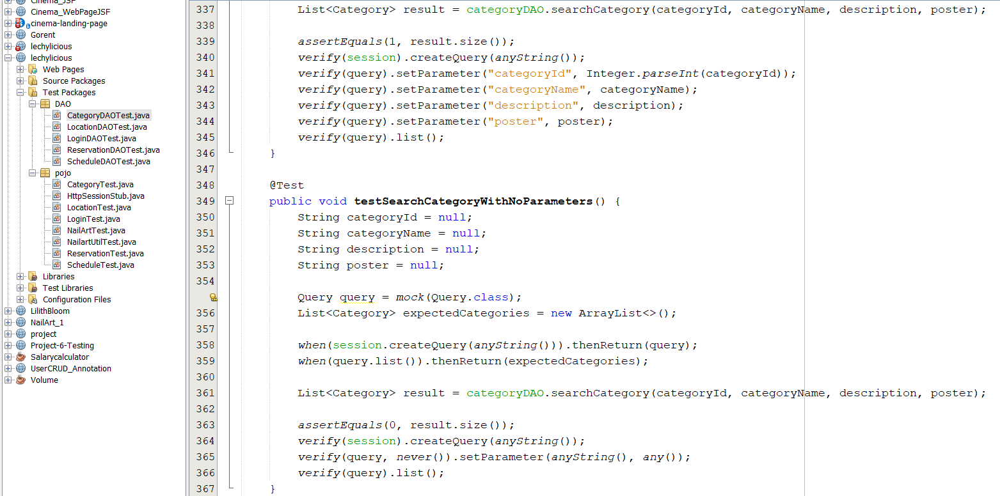 Cinema_JSF
Cinema_WebPageJSF
cinema-landing-page
Gorent
lechylicious
lechylicious
Web Pages
Source Packages
Test Packages
DAO
CategoryDAOTest.java
LocationDAOTest.java
LoginDAOTest.java
ReservationDAOTest.java
ScheduleDAOTest.java
pojo
CategoryTest.java
HttpSessionStub.java
LocationTest.java
LoginTest.java
NailArtTest.java
NailartUtilTest.java
ReservationTest.java
ScheduleTest.java
Libraries
Test Libraries
Configuration Files
LilithBloom
NailArt_1
project
Project-6-Testing
Salarycalculator
UserCRUD_Annotation
Volume
337 List<Category> result = categoryDAO.searchCategory(categoryId, categoryName, description, poster);
338
339 assertEquals(1, result.size());
340 verify(session).createQuery(anyString());
341 verify(query).setParameter("categoryId", Integer.parseInt(categoryId));
342 verify(query).setParameter("categoryName", categoryName);
343 verify(query).setParameter("description", description);
344 verify(query).setParameter("poster", poster);
345 verify(query).list();
346 }
347
348 @Test
349 public void testSearchCategoryWithNoParameters() {
350 String categoryId = null;
351 String categoryName = null;
352 String description = null;
353 String poster = null;
354
Query query = mock(Query.class);
356 List<Category> expectedCategories = new ArrayList<>();
357
358 when(session.createQuery(anyString())).thenReturn(query);
359 when(query.list()).thenReturn(expectedCategories);
360
361 List<Category> result = categoryDAO.searchCategory(categoryId, categoryName, description, poster);
362
363 assertEquals(0, result.size());
364 verify(session).createQuery(anyString());
365 verify(query, never()).setParameter(anyString(), any());
366 verify(query).list();
367 }